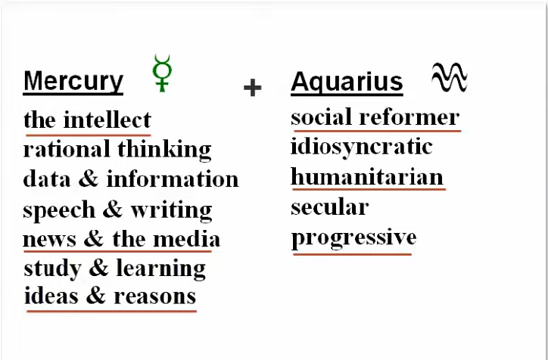 Mercury ☿ + Aquarius
the intellect
rational thinking
data & information
speech & writing
news & the media
study & learning
ideas & reasons
social reformer
idiosyncratic
humanitarian
secular
progressive